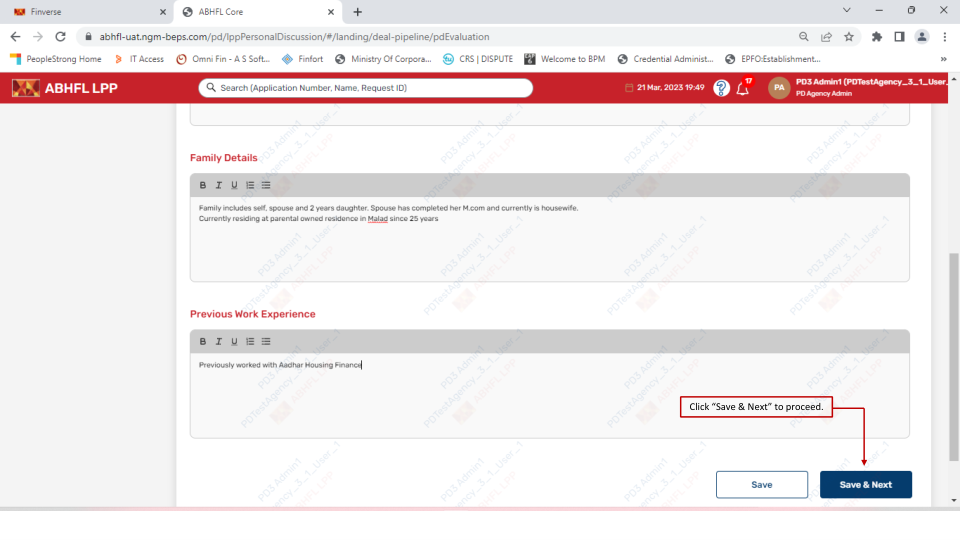 Finverse
ABHFL Core
abhfl-uat.ngm-beps.com/pd/lppPersonalDiscussion/#/landing/deal-pipeline/pdEvaluation
PeopleStrong Home
IT Access
Omni Fin - A S Soft...
Finfort
Ministry Of Corpora...
CRS | DISPUTE
Welcome to BPM
Credential Administ...
EPFO:Establishment...
ABHFL LPP
Search (Application Number, Name, Request ID)
21 Mar, 2023 19:49
17
PA
PD3 Admin1 (PDTestAgency_3_1_User_
PD Agency Admin
Family Details
B I U
Family includes self, spouse and 2 years daughter. Spouse has completed her M.com and currently is housewife.
Currently residing at parental owned residence in Malad since 25 years
Previous Work Experience
B I U
Previously worked with Aadhar Housing Finance
Click “Save & Next” to proceed.
Save
Save & Next